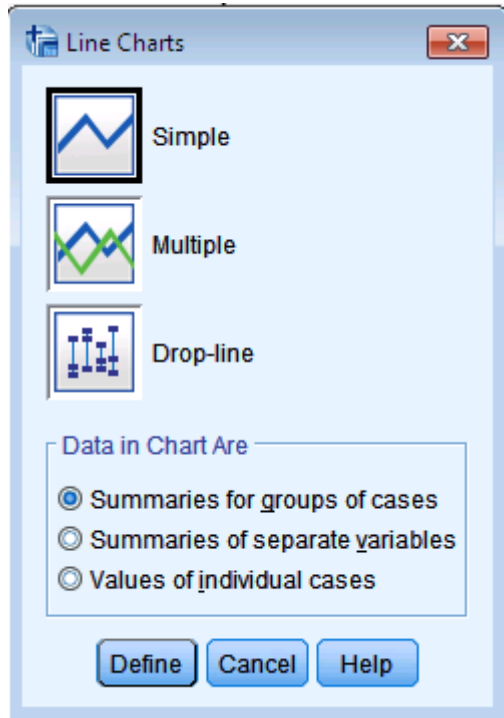 Line Charts
Simple
Multiple
Drop-line
Data in Chart Are
Summaries for groups of cases
Summaries of separate variables
Values of individual cases
Define Cancel Help